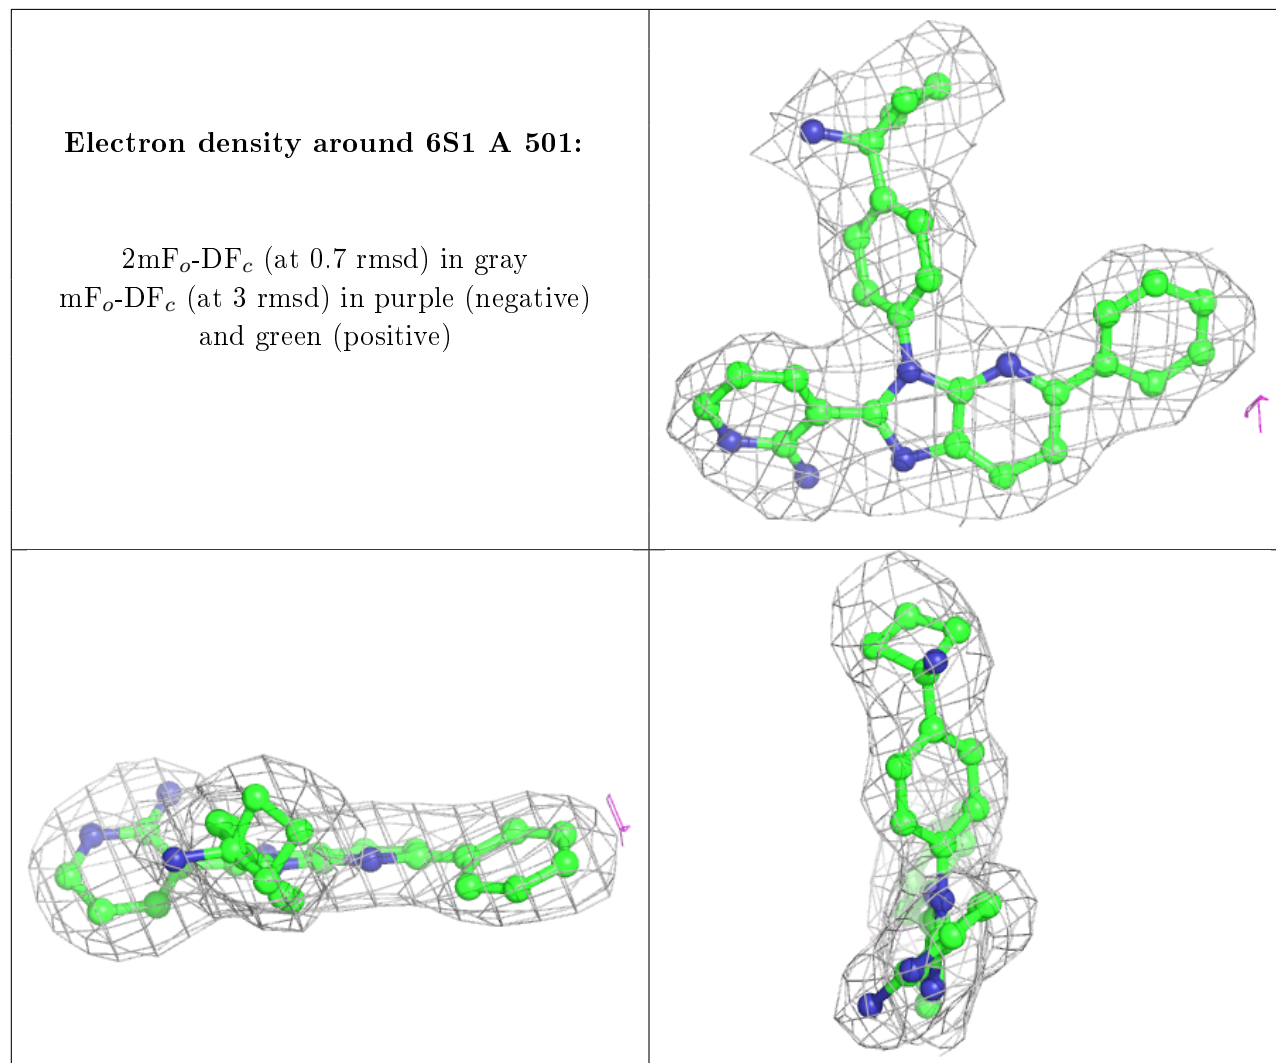 Electron density around 6S1 A 501:
2mFₒ-DF𝑐 (at 0.7 rmsd) in gray
mFₒ-DF𝑐 (at 3 rmsd) in purple (negative)
and green (positive)